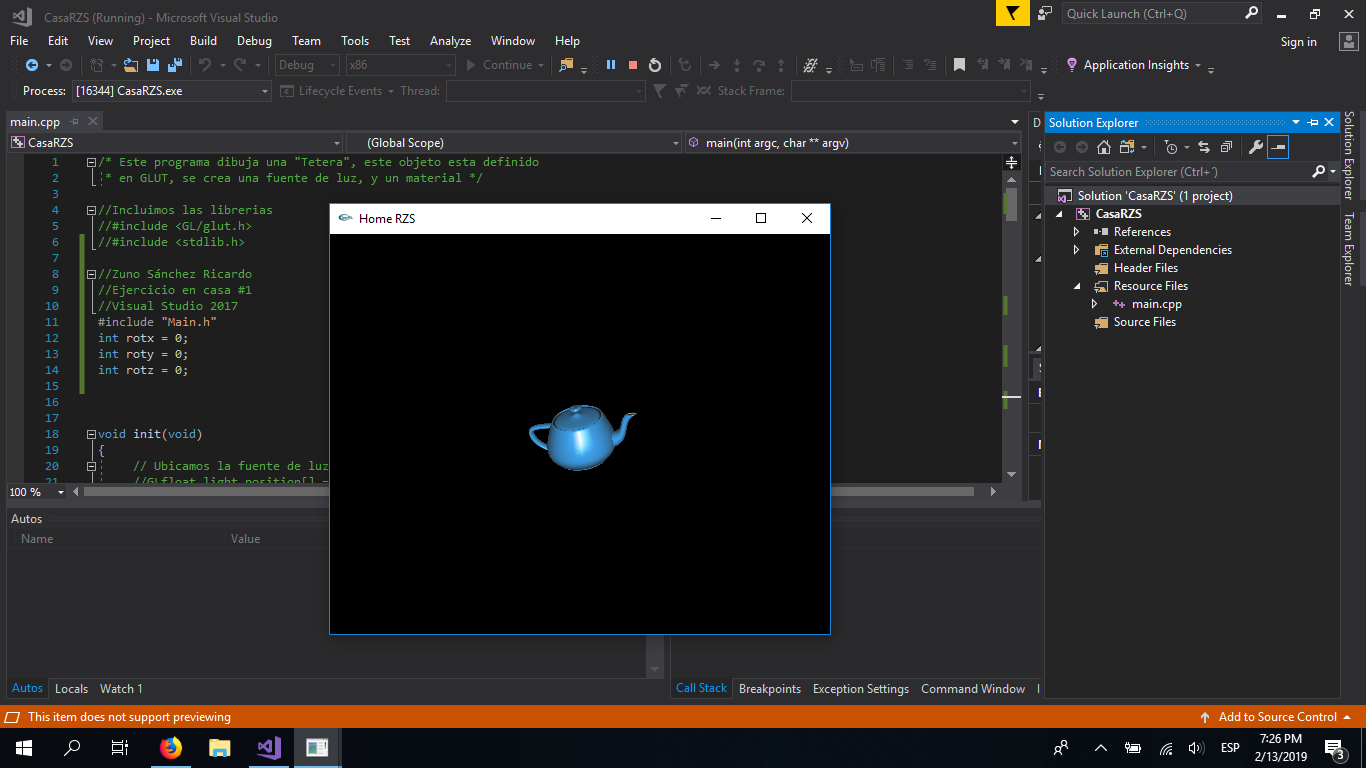 CasaRZS (Running) - Microsoft Visual Studio
Quick Launch (Ctrl+Q)
File Edit View Project Build Debug Team Tools Test Analyze Window Help
Sign in
Debug x86 Continue Application Insights
Process: [16344] CasaRZS.exe Lifecycle Events Thread: Stack Frame:
main.cpp
CasaRZS (Global Scope) main(int argc, char ** argv)
1 /* Este programa dibuja una "Tetera", este objeto esta definido
2 * en GLUT, se crea una fuente de luz, y un material */
3
4 //Incluimos las librerias
5 //#include <GL/glut.h>
6 //#include <stdlib.h>
7
8 //Zuno Sánchez Ricardo
9 //Ejercicio en casa #1
10 //Visual Studio 2017
11 #include "Main.h"
12 int rotx = 0;
13 int roty = 0;
14 int rotz = 0;
15
16
17
18 void init(void)
19 {
20 // Ubicamos la fuente de luz
21 //GLfloat light_position[] =
100 %
Home RZS
Autos
Name Value
Autos Locals Watch 1
Call Stack Breakpoints Exception Settings Command Window
Solution Explorer
Search Solution Explorer (Ctrl+´)
Solution 'CasaRZS' (1 project)
CasaRZS
References
External Dependencies
Header Files
Resource Files
main.cpp
Source Files
Solution Explorer
Team Explorer
This item does not support previewing
Add to Source Control
ESP
7:26 PM
2/13/2019
3